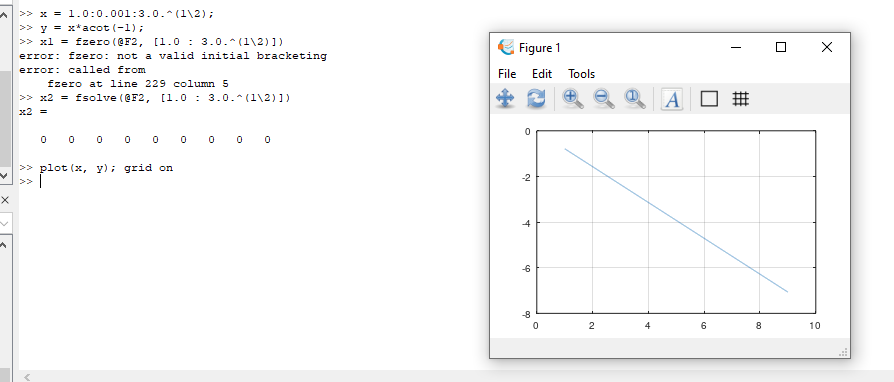 >> x = 1.0:0.001:3.0.^(1\2);
>> y = x*acot(-1);
>> x1 = fzero(@F2, [1.0 : 3.0.^(1\2)])
error: fzero: not a valid initial bracketing
error: called from
    fzero at line 229 column 5
>> x2 = fsolve(@F2, [1.0 : 3.0.^(1\2)])
x2 =
   0   0   0   0   0   0   0   0   0
>> plot(x, y); grid on
>>
Figure 1
File Edit Tools
A
0
-2
-4
-6
-8
0 2 4 6 8 10